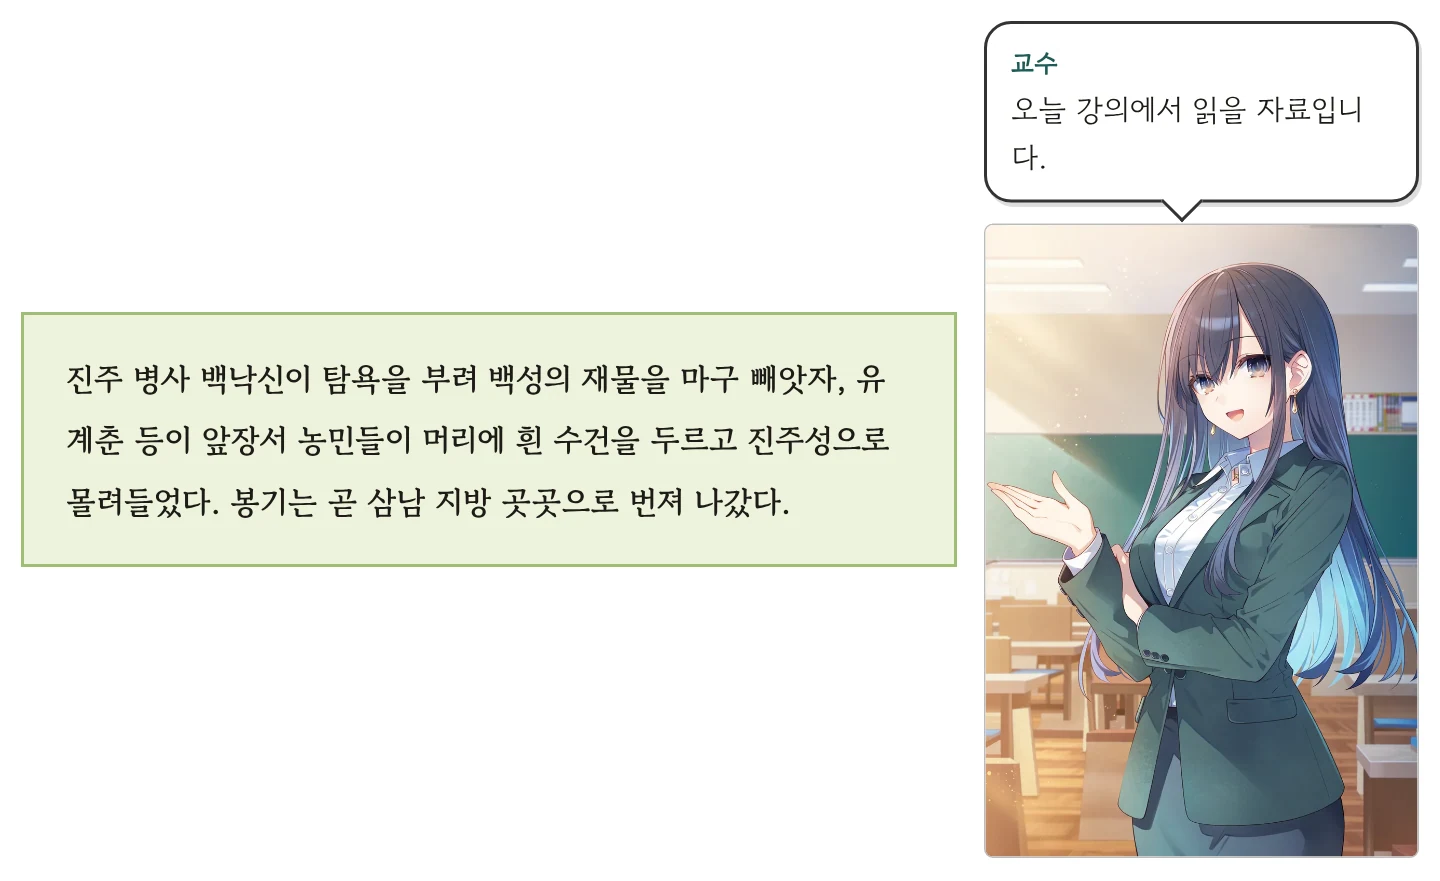 교수
오늘 강의에서 읽을 자료입니
다.
진주 병사 백낙신이 탐욕을 부려 백성의 재물을 마구 빼앗자, 유
계춘 등이 앞장서 농민들이 머리에 흰 수건을 두르고 진주성으로
몰려들었다. 봉기는 곧 삼남 지방 곳곳으로 번져 나갔다.